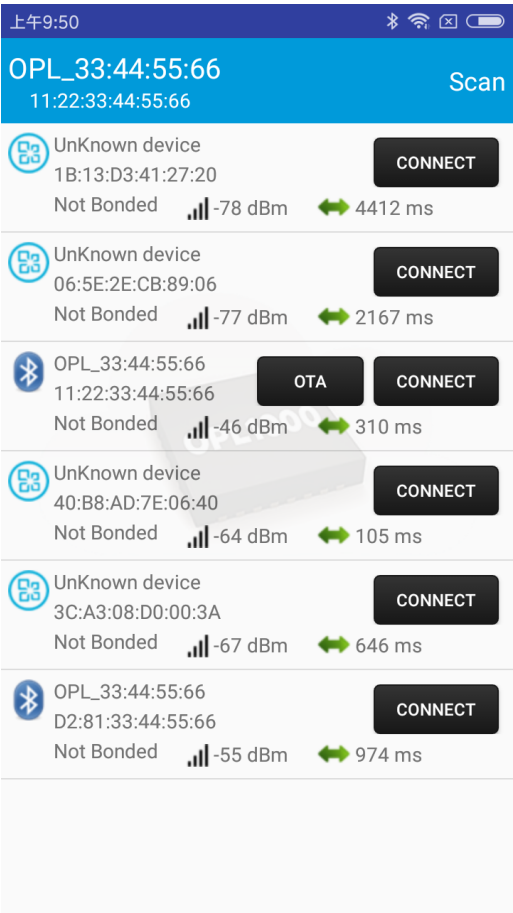 上午9:50
OPL_33:44:55:66
11:22:33:44:55:66
Scan
UnKnown device
1B:13:D3:41:27:20
Not Bonded -78 dBm 4412 ms
CONNECT
UnKnown device
06:5E:2E:CB:89:06
Not Bonded -77 dBm 2167 ms
CONNECT
OPL_33:44:55:66
11:22:33:44:55:66
Not Bonded -46 dBm 310 ms
OTA CONNECT
OPL1000
UnKnown device
40:B8:AD:7E:06:40
Not Bonded -64 dBm 105 ms
CONNECT
UnKnown device
3C:A3:08:D0:00:3A
Not Bonded -67 dBm 646 ms
CONNECT
OPL_33:44:55:66
D2:81:33:44:55:66
Not Bonded -55 dBm 974 ms
CONNECT